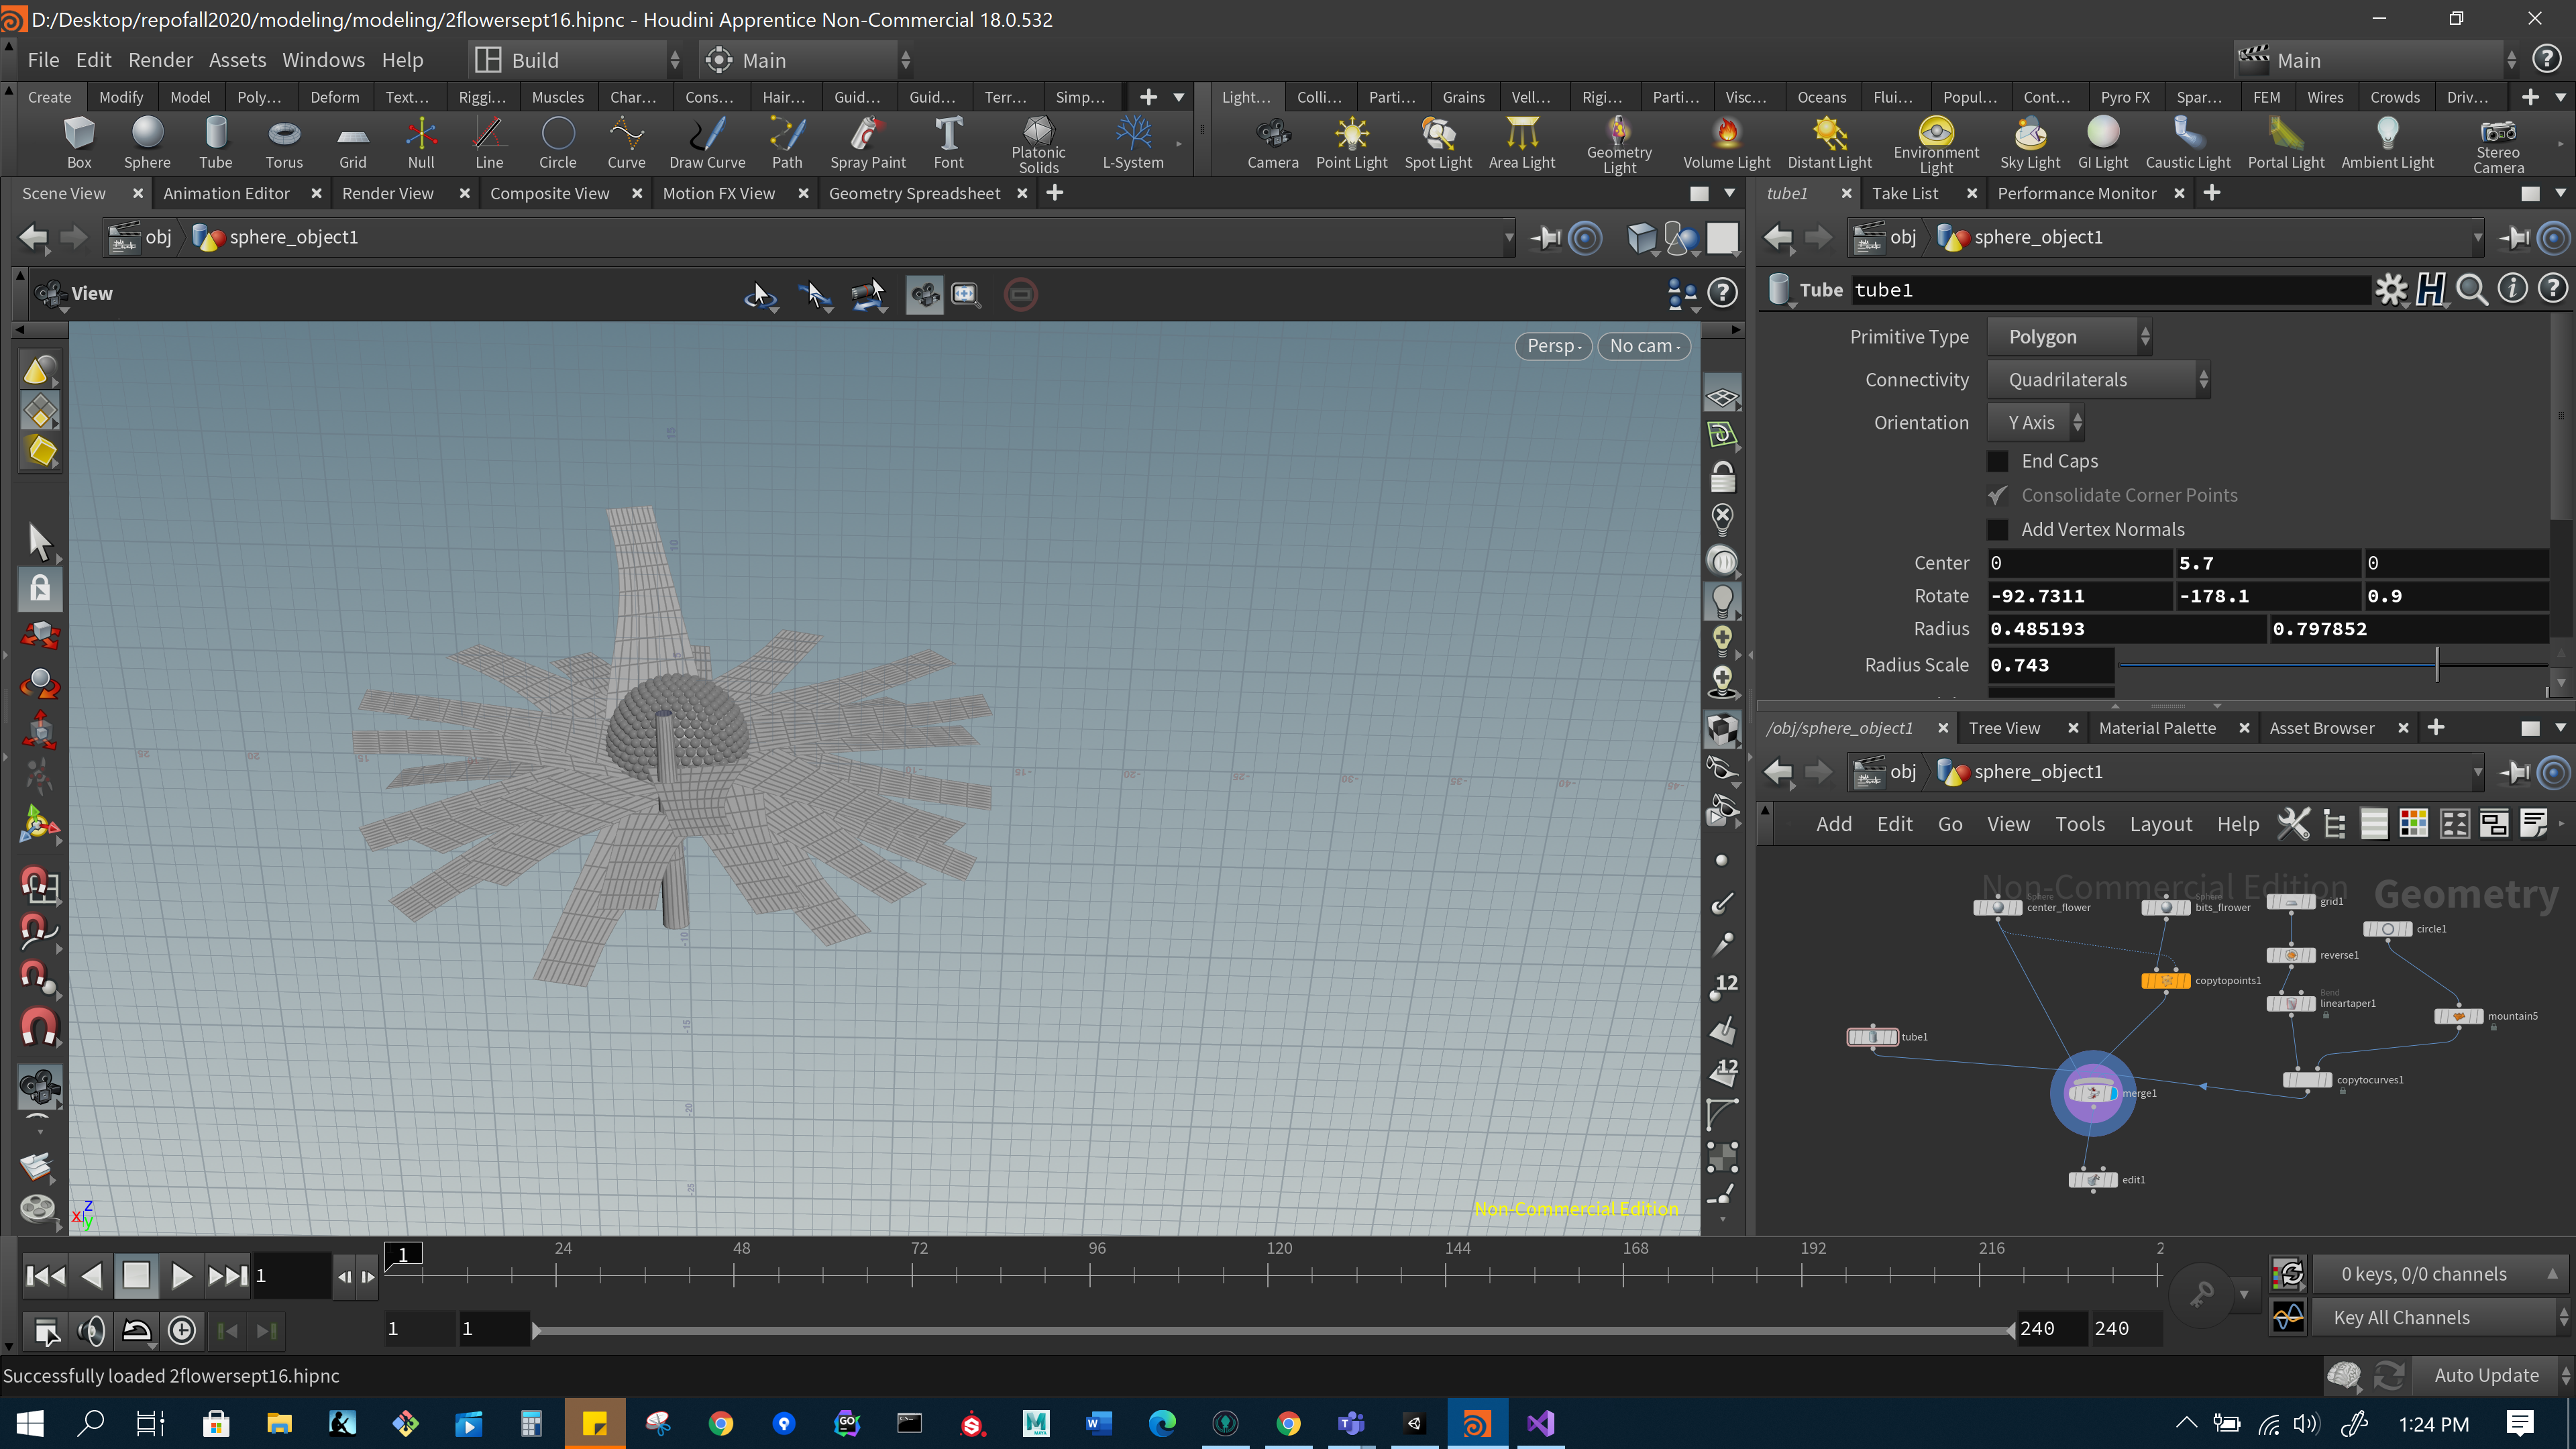 D:/Desktop/repofall2020/modeling/modeling/2flowersept16.hipnc - Houdini Apprentice Non-Commercial 18.0.532
File Edit Render Assets Windows Help Build Main Main
Create Modify Model Poly... Deform Text... Riggi... Muscles Char... Cons... Hair... Guid... Guid... Terr... Simp... Light... Colli... Parti... Grains Vell... Rigi... Parti... Visc... Oceans Flui... Popul... Cont... Pyro FX Spar... FEM Wires Crowds Driv...
Box Sphere Tube Torus Grid Null Line Circle Curve Draw Curve Path Spray Paint Font Platonic Solids L-System Camera Point Light Spot Light Area Light Geometry Light Volume Light Distant Light Environment Light Sky Light GI Light Caustic Light Portal Light Ambient Light Stereo Camera
Scene View Animation Editor Render View Composite View Motion FX View Geometry Spreadsheet tube1 Take List Performance Monitor
obj sphere_object1 obj sphere_object1
View Tube tube1
Persp No cam
Primitive Type Polygon
Connectivity Quadrilaterals
Orientation Y Axis
End Caps
Consolidate Corner Points
Add Vertex Normals
Center 0 5.7 0
Rotate -92.7311 -178.1 0.9
Radius 0.485193 0.797852
Radius Scale 0.743
/obj/sphere_object1 Tree View Material Palette Asset Browser
obj sphere_object1
Add Edit Go View Tools Layout Help
Non-Commercial Edition Geometry
Sphere
center_flower
Sphere
bits_flrower
grid1
circle1
reverse1
copytopoints1
Bend
lineartaper1
mountain5
tube1
copytocurves1
merge1
edit1
12
12
Non-Commercial Edition
z
x y
1 1 24 48 72 96 120 144 168 192 216 2
0 keys, 0/0 channels
1 1 240 240 Key All Channels
Successfully loaded 2flowersept16.hipnc Auto Update
1:24 PM